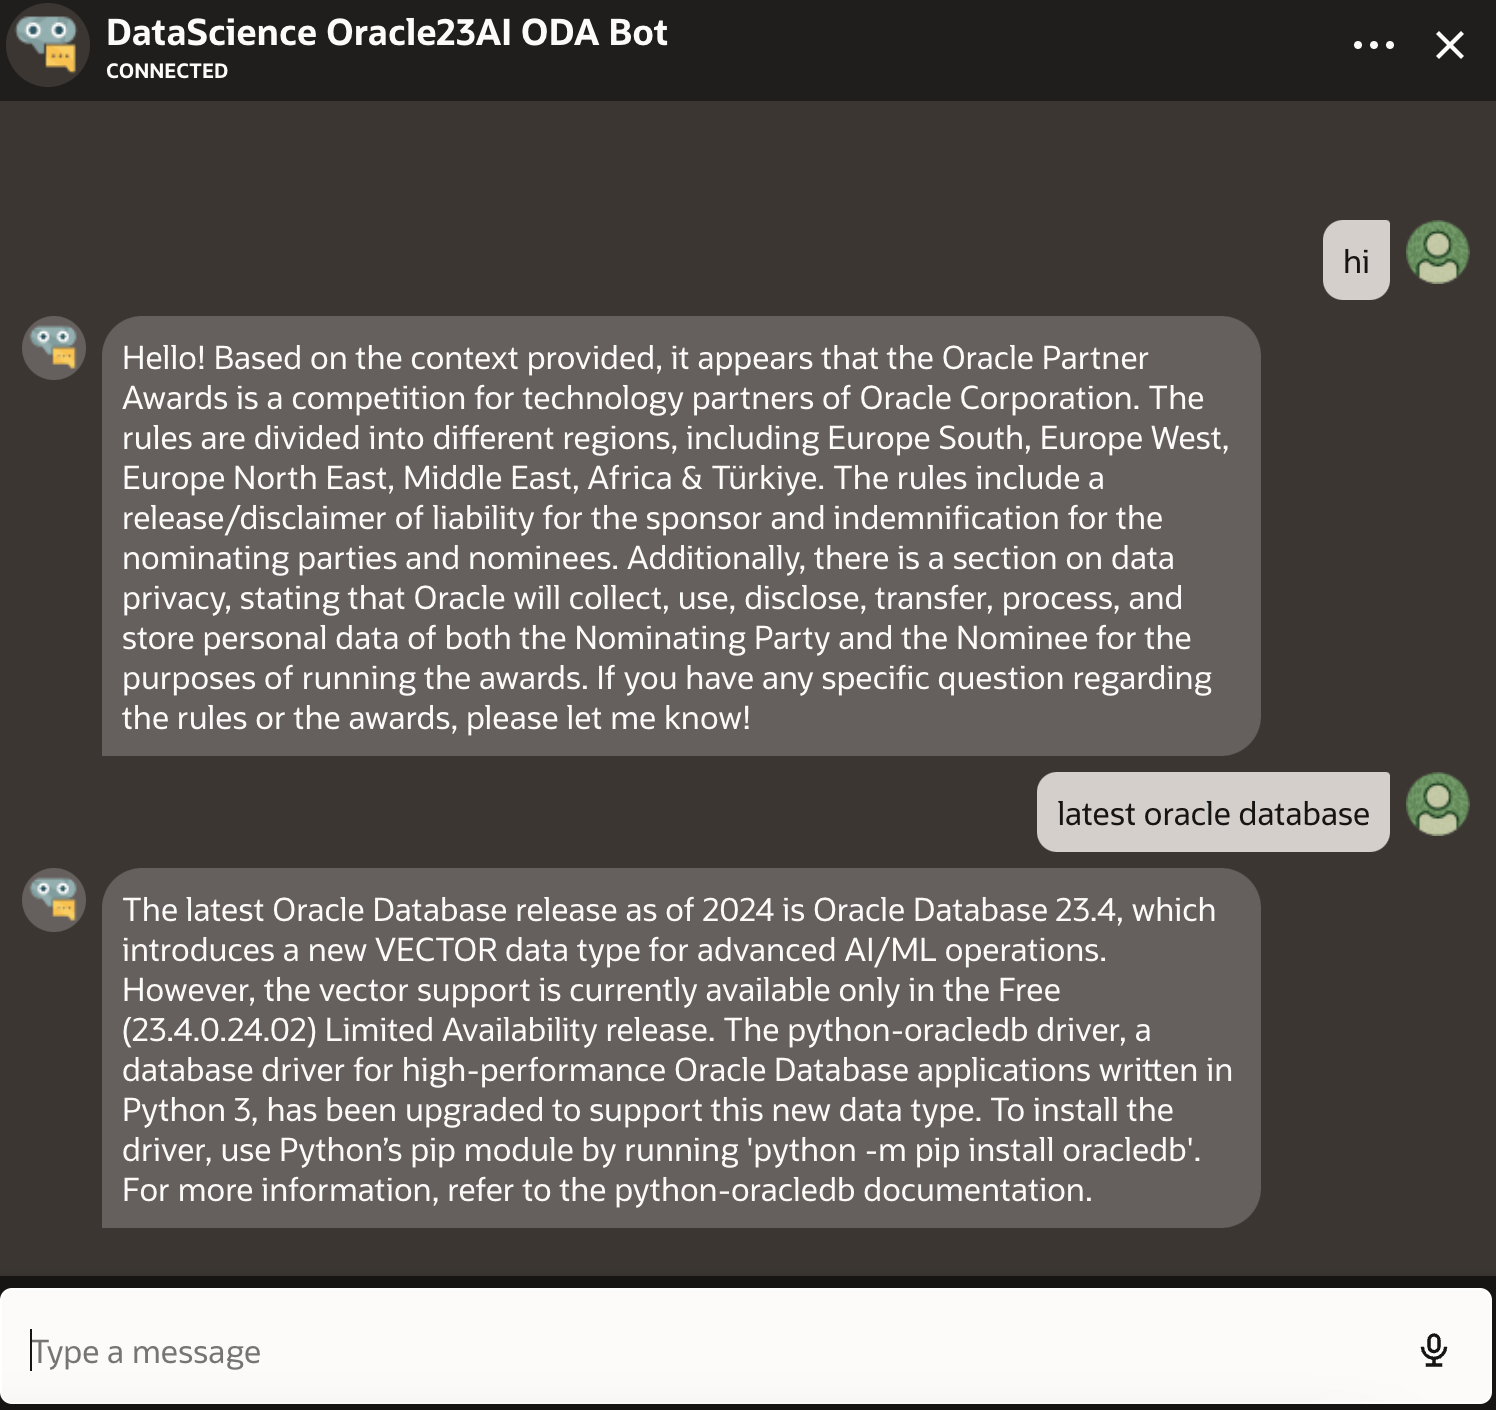 DataScience Oracle23AI ODA Bot
CONNECTED
hi
Hello! Based on the context provided, it appears that the Oracle Partner
Awards is a competition for technology partners of Oracle Corporation. The
rules are divided into different regions, including Europe South, Europe West,
Europe North East, Middle East, Africa & Türkiye. The rules include a
release/disclaimer of liability for the sponsor and indemnification for the
nominating parties and nominees. Additionally, there is a section on data
privacy, stating that Oracle will collect, use, disclose, transfer, process, and
store personal data of both the Nominating Party and the Nominee for the
purposes of running the awards. If you have any specific question regarding
the rules or the awards, please let me know!
latest oracle database
The latest Oracle Database release as of 2024 is Oracle Database 23.4, which
introduces a new VECTOR data type for advanced AI/ML operations.
However, the vector support is currently available only in the Free
(23.4.0.24.02) Limited Availability release. The python-oracledb driver, a
database driver for high-performance Oracle Database applications written in
Python 3, has been upgraded to support this new data type. To install the
driver, use Python’s pip module by running 'python -m pip install oracledb'.
For more information, refer to the python-oracledb documentation.
Type a message